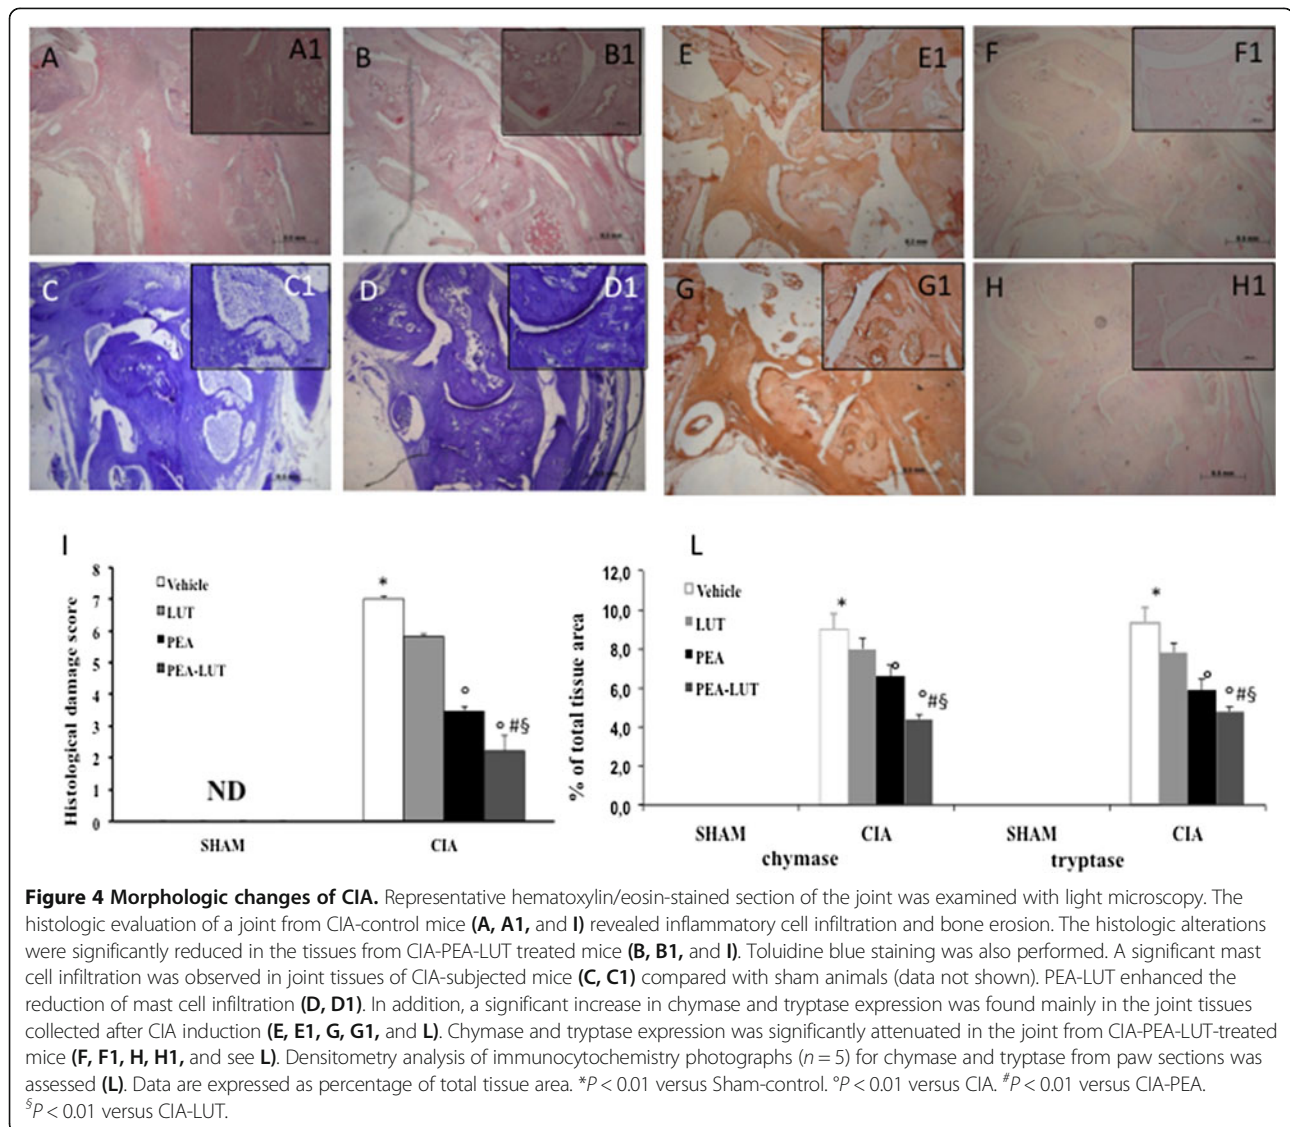 A
A1
B
B1
E
E1
F
F1
0.5 mm
0.5 mm
0.5 mm
C
C1
D
D1
G
G1
H
H1
0.5 mm
I
8
7
6
5
4
3
2
1
0
Histological damage score
Vehicle
LUT
PEA
PEA-LUT
*
°
° #§
ND
SHAM
CIA
L
12,0
10,0
8,0
6,0
4,0
2,0
0,0
% of total tissue area
Vehicle
LUT
PEA
PEA-LUT
*
°
°#§
*
°
°#§
SHAM
CIA
SHAM
CIA
chymase
tryptase
Figure 4 Morphologic changes of CIA. Representative hematoxylin/eosin-stained section of the joint was examined with light microscopy. The
histologic evaluation of a joint from CIA-control mice (A, A1, and I) revealed inflammatory cell infiltration and bone erosion. The histologic alterations
were significantly reduced in the tissues from CIA-PEA-LUT treated mice (B, B1, and I). Toluidine blue staining was also performed. A significant mast
cell infiltration was observed in joint tissues of CIA-subjected mice (C, C1) compared with sham animals (data not shown). PEA-LUT enhanced the
reduction of mast cell infiltration (D, D1). In addition, a significant increase in chymase and tryptase expression was found mainly in the joint tissues
collected after CIA induction (E, E1, G, G1, and L). Chymase and tryptase expression was significantly attenuated in the joint from CIA-PEA-LUT-treated
mice (F, F1, H, H1, and see L). Densitometry analysis of immunocytochemistry photographs (n = 5) for chymase and tryptase from paw sections was
assessed (L). Data are expressed as percentage of total tissue area. *P < 0.01 versus Sham-control. °P < 0.01 versus CIA. #P < 0.01 versus CIA-PEA.
§P < 0.01 versus CIA-LUT.